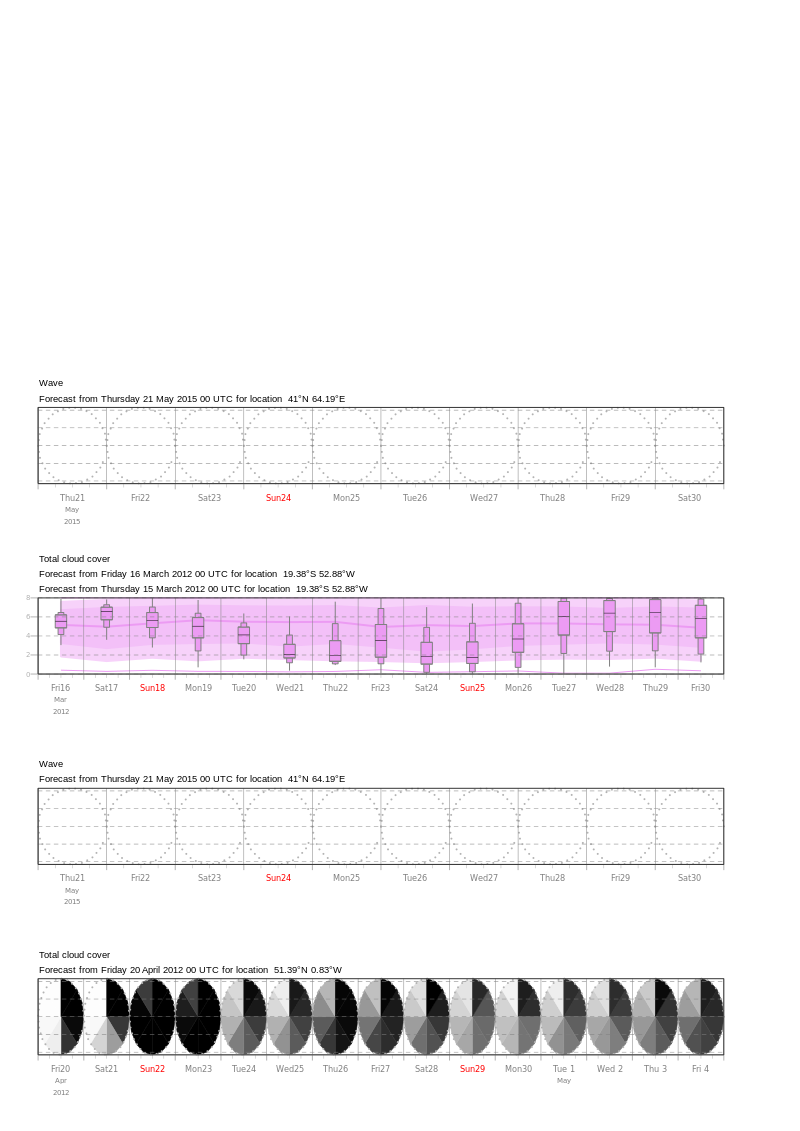 Wave
Forecast from Thursday 21 May 2015 00 UTC for location  41°N 64.19°E
Thu21 Fri22 Sat23 Sun24 Mon25 Tue26 Wed27 Thu28 Fri29 Sat30
May
2015
Total cloud cover
Forecast from Friday 16 March 2012 00 UTC for location  19.38°S 52.88°W
Forecast from Thursday 15 March 2012 00 UTC for location  19.38°S 52.88°W
8
6
4
2
0
Fri16 Sat17 Sun18 Mon19 Tue20 Wed21 Thu22 Fri23 Sat24 Sun25 Mon26 Tue27 Wed28 Thu29 Fri30
Mar
2012
Wave
Forecast from Thursday 21 May 2015 00 UTC for location  41°N 64.19°E
Thu21 Fri22 Sat23 Sun24 Mon25 Tue26 Wed27 Thu28 Fri29 Sat30
May
2015
Total cloud cover
Forecast from Friday 20 April 2012 00 UTC for location  51.39°N 0.83°W
Fri20 Sat21 Sun22 Mon23 Tue24 Wed25 Thu26 Fri27 Sat28 Sun29 Mon30 Tue 1 Wed 2 Thu 3 Fri 4
Apr May
2012